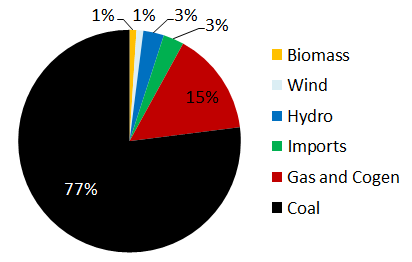 1% 1% 3%
3%
15%
77%
Biomass
Wind
Hydro
Imports
Gas and Cogen
Coal